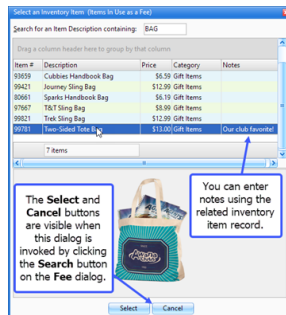 Select an Inventory Item (Items in Use as a Fee)
Search for an Item Description containing: BAG
Drag a column header here to group by that column
Item # Description Price Category Notes
93659 Cubbies Handbook Bag $6.59 Gift Items
99421 Journey Sling Bag $12.99 Gift Items
80661 Sparks Handbook Bag $6.19 Gift Items
97667 T&T Sling Bag $8.99 Gift Items
99821 Trek Sling Bag $12.99 Gift Items
99781 Two-Sided Tote Bag $13.00 Gift Items Our club favorite!
7 items
The Select and
Cancel buttons
are visible when
this dialog is
invoked by clicking
the Search button
on the Fee dialog.
You can enter
notes using the
related inventory
item record.
Select Cancel